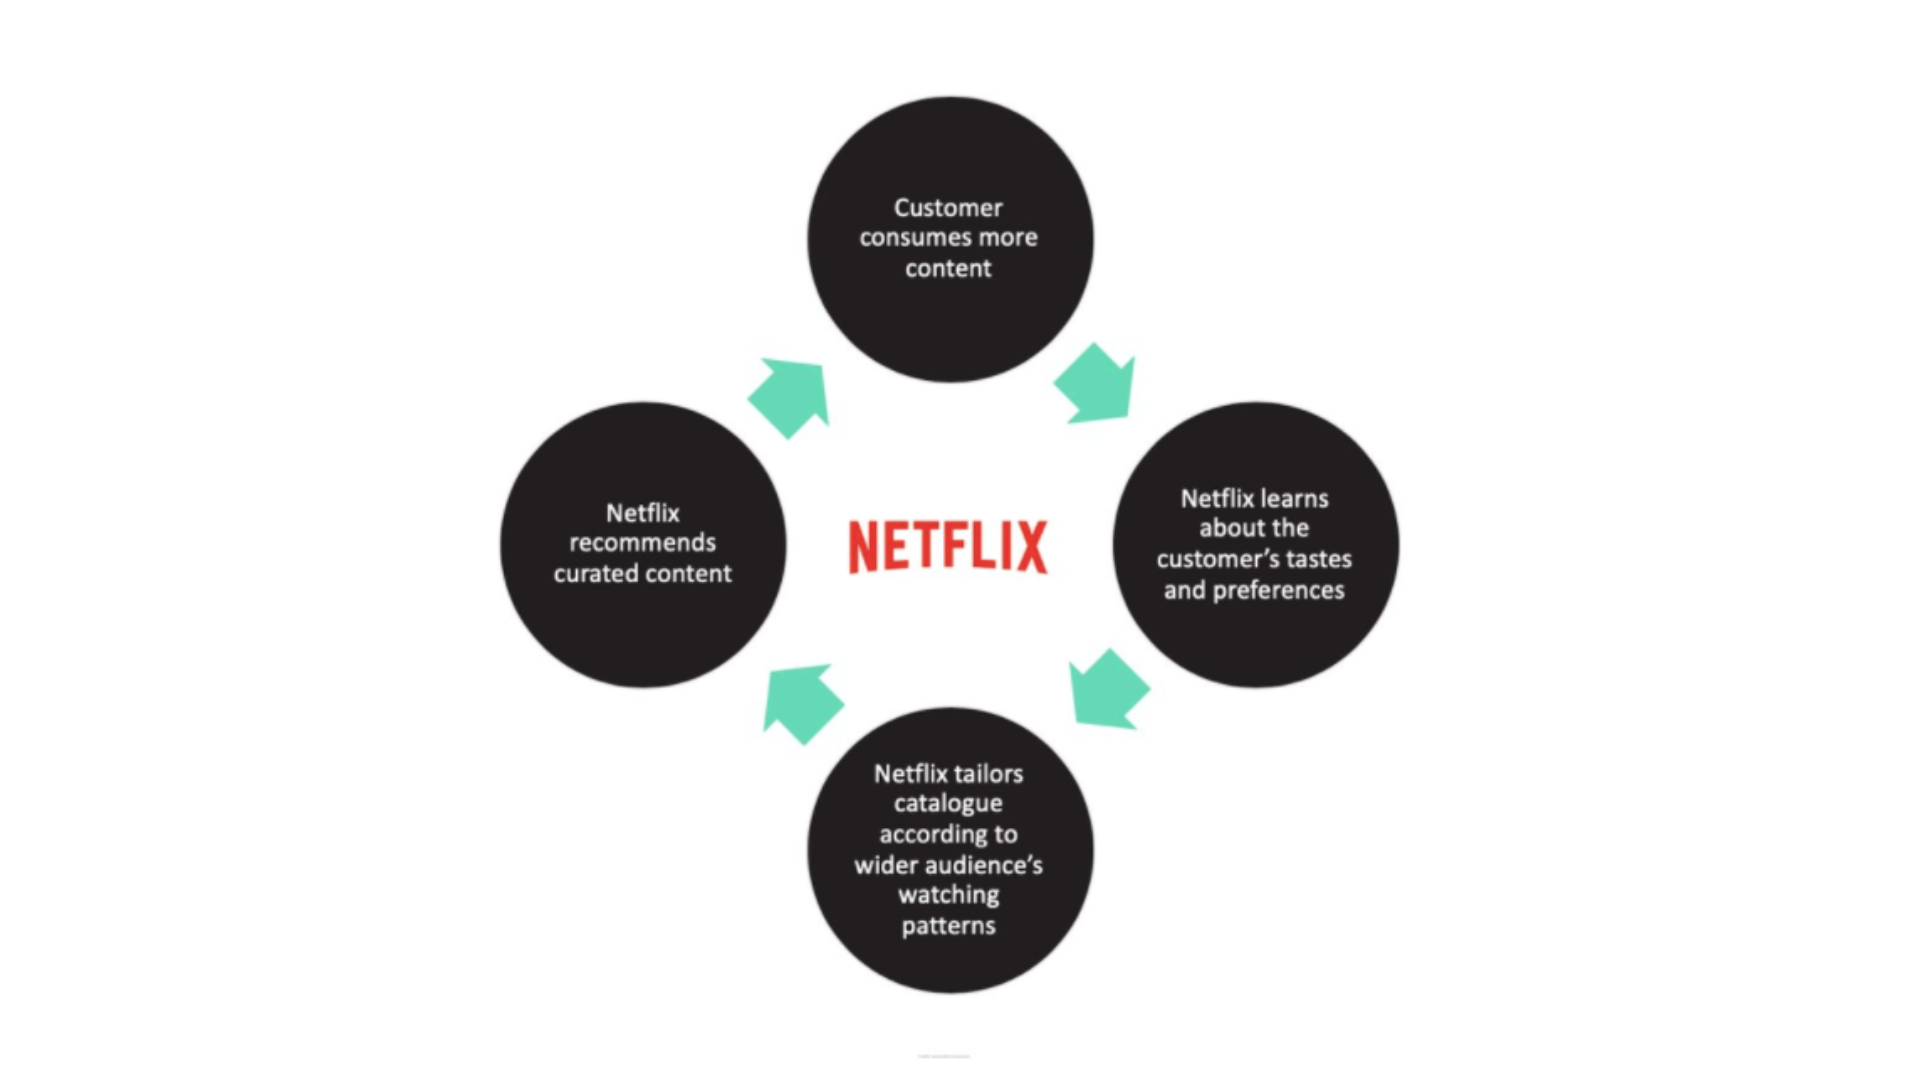 Customer
consumes more
content
Netflix learns
about the
customer's tastes
and preferences
Netflix tailors
catalogue
according to
wider audience's
watching
patterns
Netflix
recommends
curated content
NETFLIX